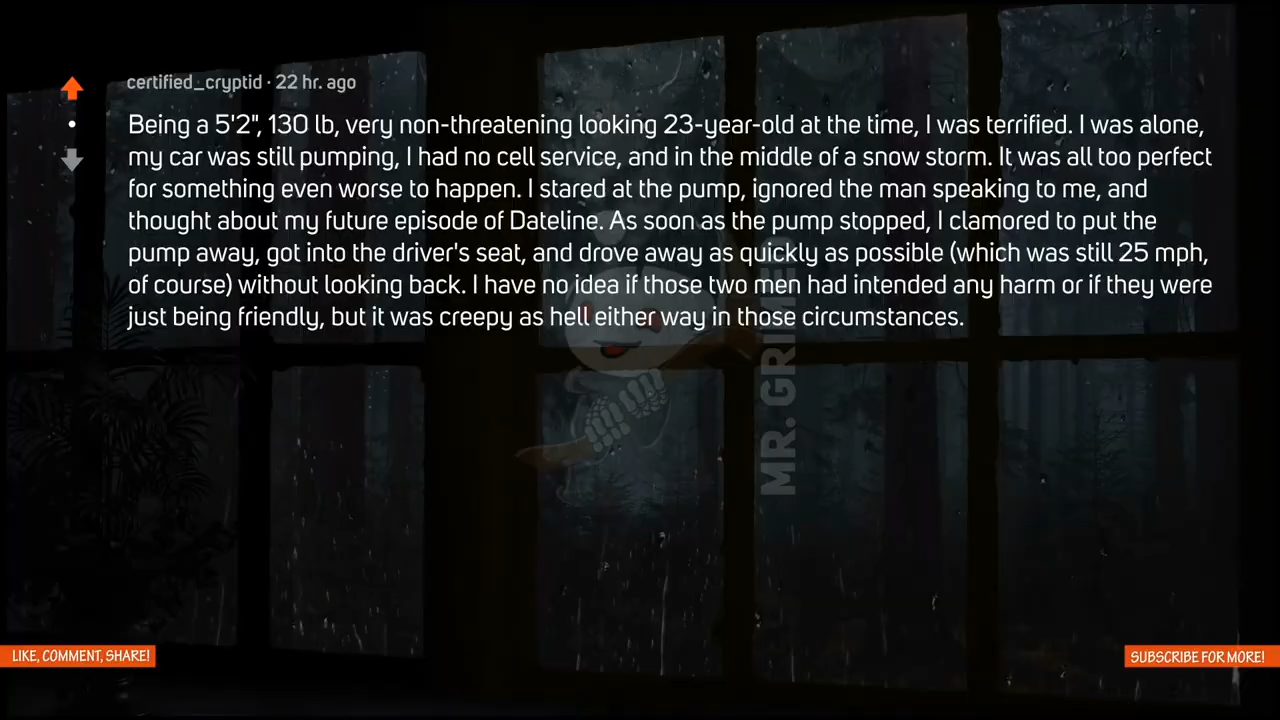 certified_cryptid · 22 hr. ago
Being a 5'2", 130 lb, very non-threatening looking 23-year-old at the time, I was terrified. I was alone,
my car was still pumping, I had no cell service, and in the middle of a snow storm. It was all too perfect
for something even worse to happen. I stared at the pump, ignored the man speaking to me, and
thought about my future episode of Dateline. As soon as the pump stopped, I clamored to put the
pump away, got into the driver's seat, and drove away as quickly as possible (which was still 25 mph,
of course) without looking back. I have no idea if those two men had intended any harm or if they were
just being friendly, but it was creepy as hell either way in those circumstances.
MR. GRIMES
LIKE, COMMENT, SHARE!
SUBSCRIBE FOR MORE!